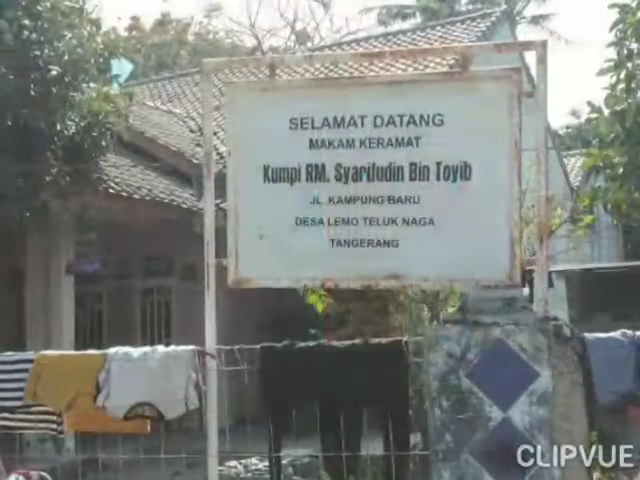 SELAMAT DATANG
MAKAM KERAMAT
Kumpi RM. Syarifudin Bin Toyib
JL. KAMPUNG BARU
DESA LEMO TELUK NAGA
TANGERANG
CLIPVUE